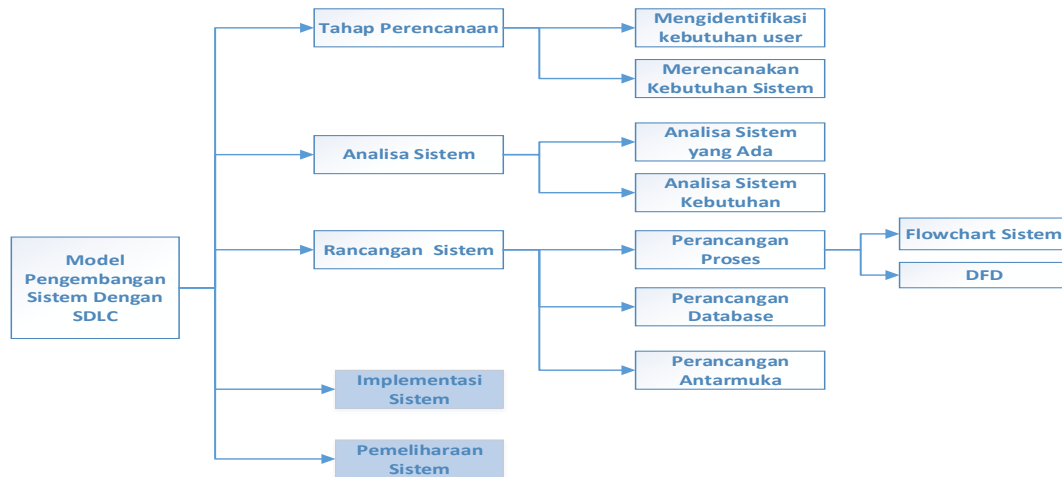 Model
Pengembangan
Sistem Dengan
SDLC
Tahap Perencanaan
Mengidentifikasi
kebutuhan user
Merencanakan
Kebutuhan Sistem
Analisa Sistem
Analisa Sistem
yang Ada
Analisa Sistem
Kebutuhan
Rancangan Sistem
Perancangan
Proses
Flowchart Sistem
DFD
Perancangan
Database
Perancangan
Antarmuka
Implementasi
Sistem
Pemeliharaan
Sistem